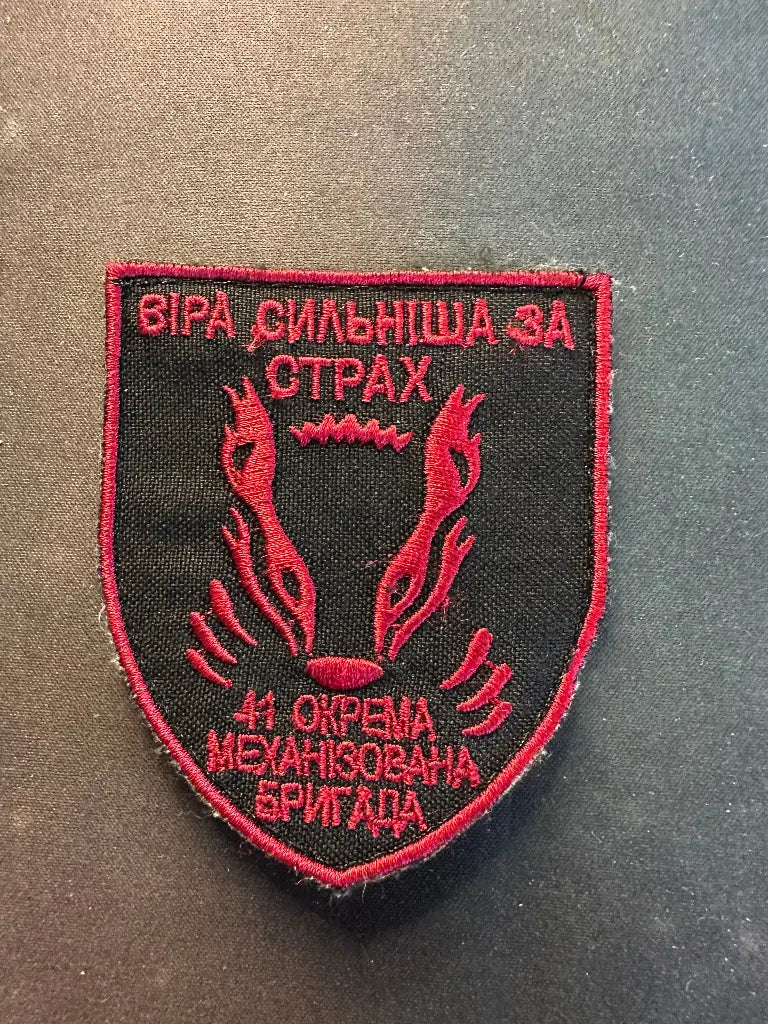 ВІРА СИЛЬНІША ЗА
СТРАХ
41 ОКРЕМА
МЕХАНІЗОВАНА
БРИГАДА